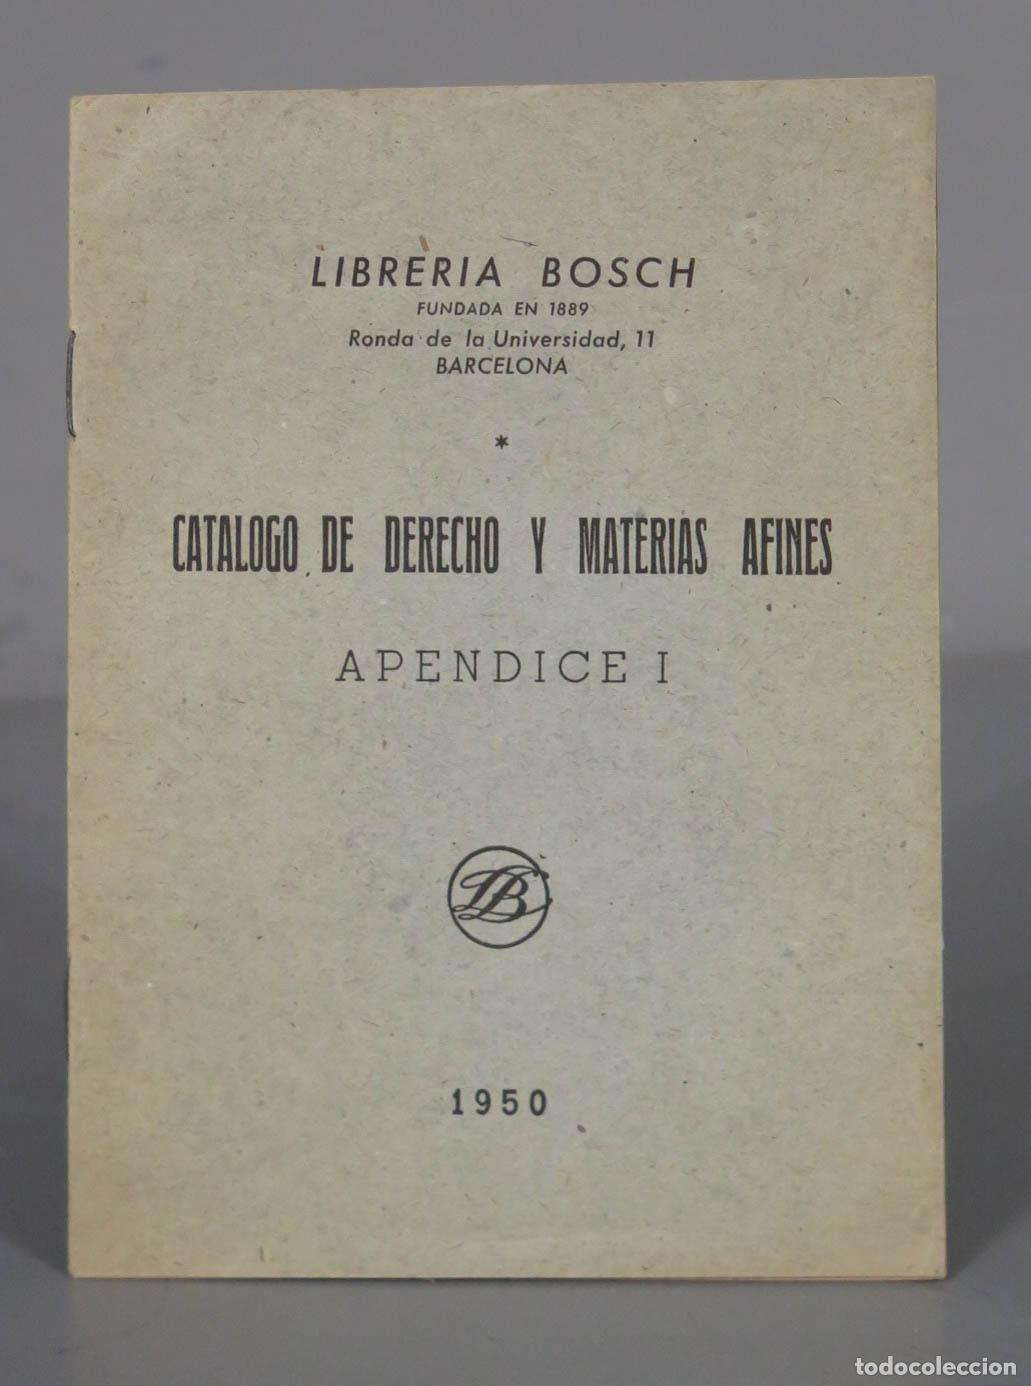 LIBRERIA BOSCH
FUNDADA EN 1889
Ronda de la Universidad, 11
BARCELONA
*
CATALOGO DE DERECHO Y MATERIAS AFINES
APENDICE I
LB
1950
todocoleccion